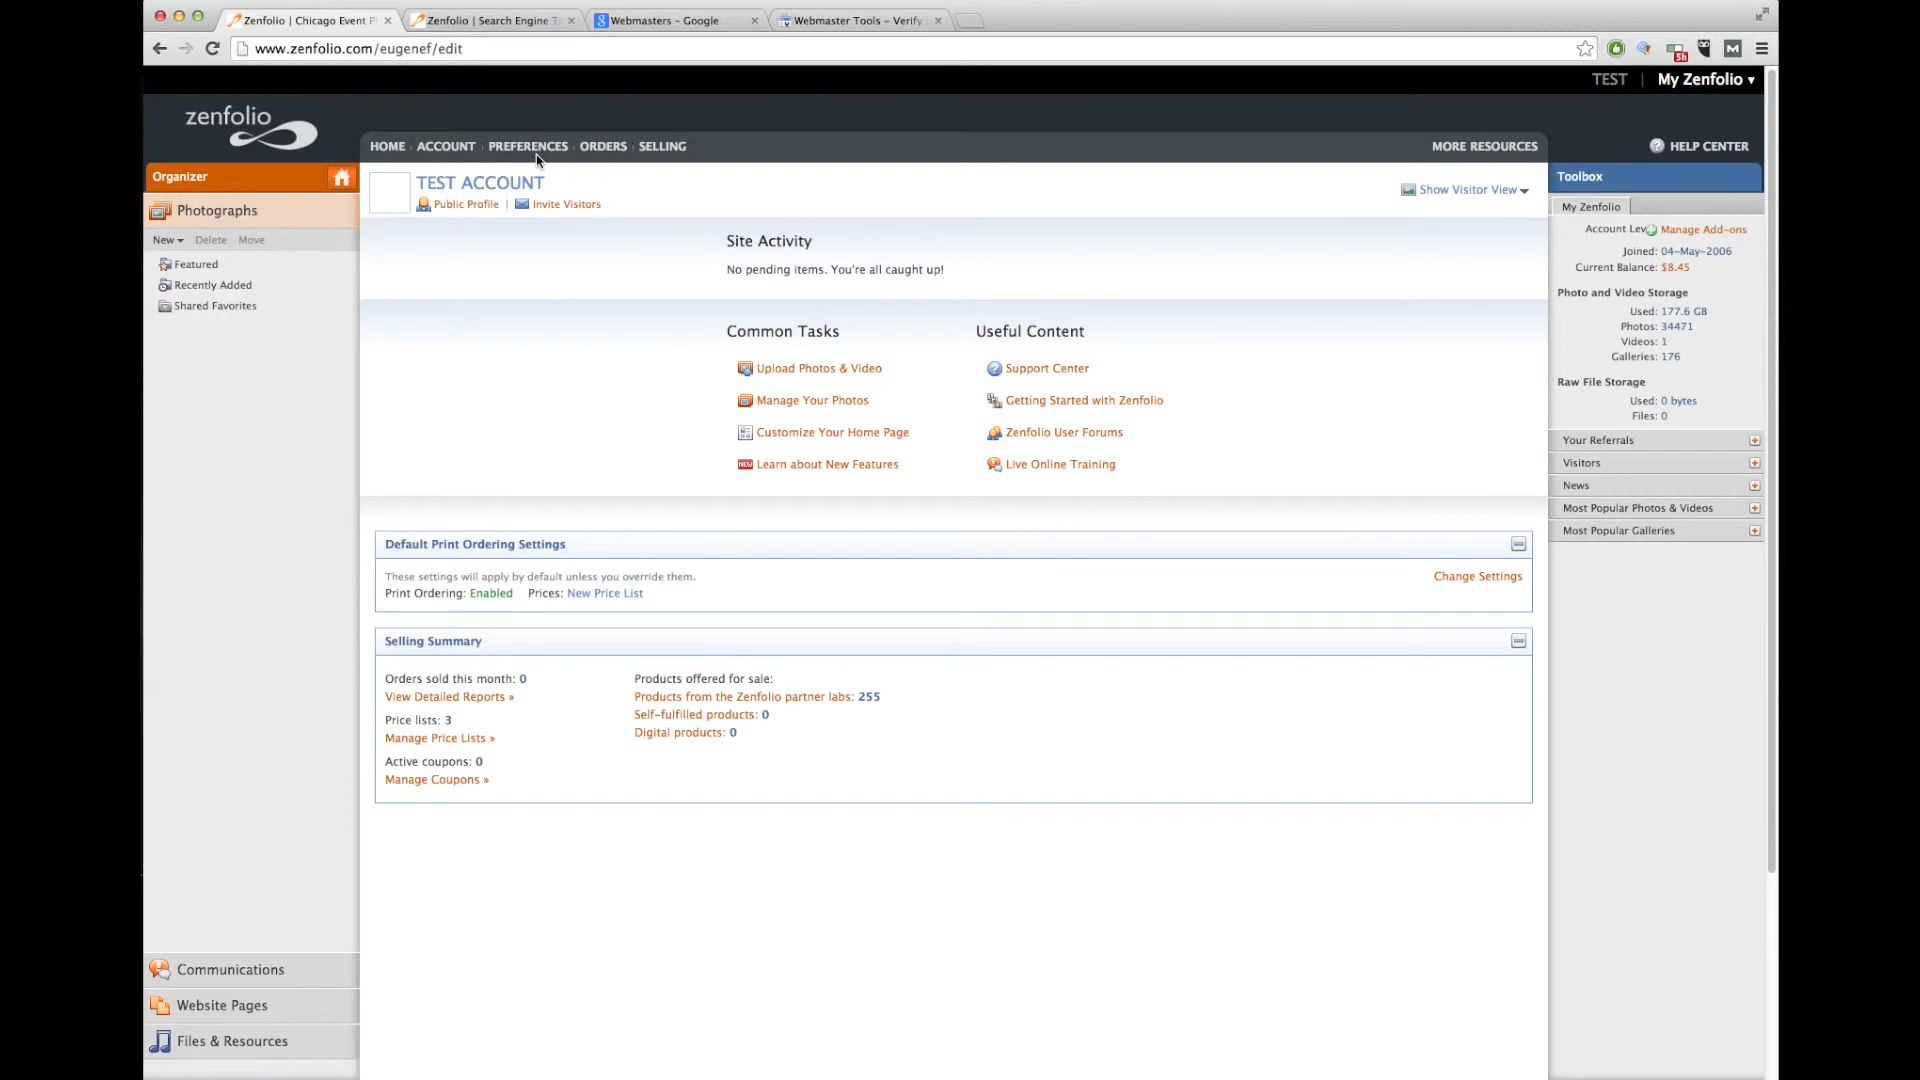 Zenfolio | Chicago Event P
Zenfolio | Search Engine T
Webmasters – Google
Webmaster Tools – Verify
www.zenfolio.com/eugenef/edit
5h
M
TEST | My Zenfolio ▾
zenfolio
HOME ACCOUNT PREFERENCES ORDERS SELLING
MORE RESOURCES
HELP CENTER
Organizer
Photographs
New ▾ Delete Move
Featured
Recently Added
Shared Favorites
Communications
Website Pages
Files & Resources
TEST ACCOUNT
Public Profile | Invite Visitors
Show Visitor View
Site Activity
No pending items. You're all caught up!
Common Tasks
Upload Photos & Video
Manage Your Photos
Customize Your Home Page
NEW Learn about New Features
Useful Content
Support Center
Getting Started with Zenfolio
Zenfolio User Forums
Live Online Training
Default Print Ordering Settings
These settings will apply by default unless you override them.
Change Settings
Print Ordering: Enabled Prices: New Price List
Selling Summary
Orders sold this month: 0
View Detailed Reports »
Price lists: 3
Manage Price Lists »
Active coupons: 0
Manage Coupons »
Products offered for sale:
Products from the Zenfolio partner labs: 255
Self-fulfilled products: 0
Digital products: 0
Toolbox
My Zenfolio
Account Lev Manage Add-ons
Joined: 04-May-2006
Current Balance: $8.45
Photo and Video Storage
Used: 177.6 GB
Photos: 34471
Videos: 1
Galleries: 176
Raw File Storage
Used: 0 bytes
Files: 0
Your Referrals
Visitors
News
Most Popular Photos & Videos
Most Popular Galleries